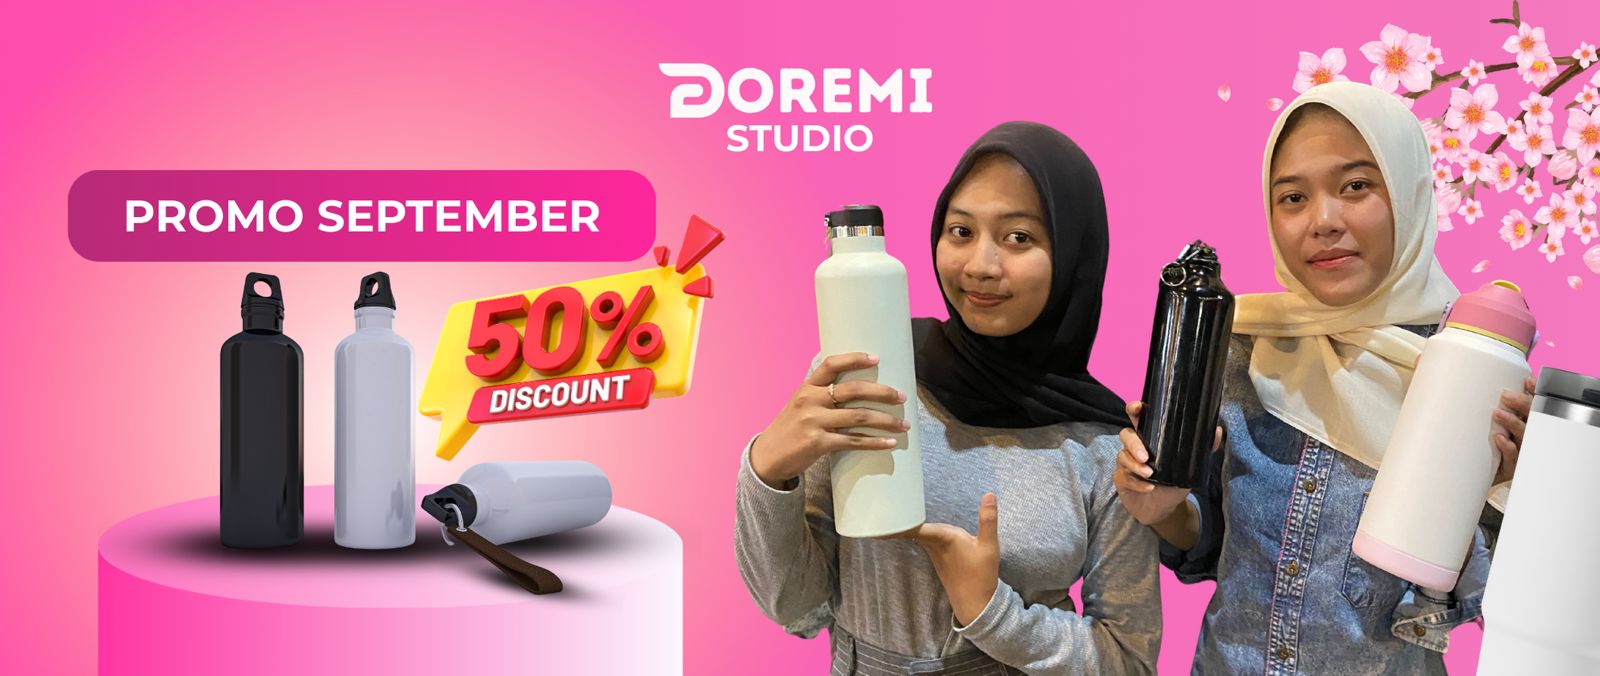 DOREMI
STUDIO
PROMO SEPTEMBER
50%
DISCOUNT